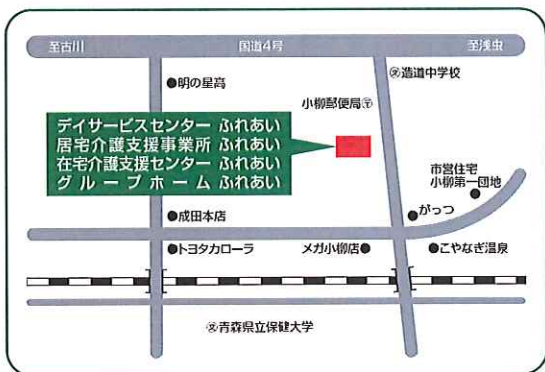 至古川
国道4号
至浅虫
明の星高
㊛造道中学校
小柳郵便局〶
デイサービスセンター ふれあい
居宅介護支援事業所 ふれあい
在宅介護支援センター ふれあい
グループホーム ふれあい
市営住宅
小柳第一団地
成田本店
がっつ
トヨタカローラ
メガ小柳店
こやなぎ温泉
㊛青森県立保健大学